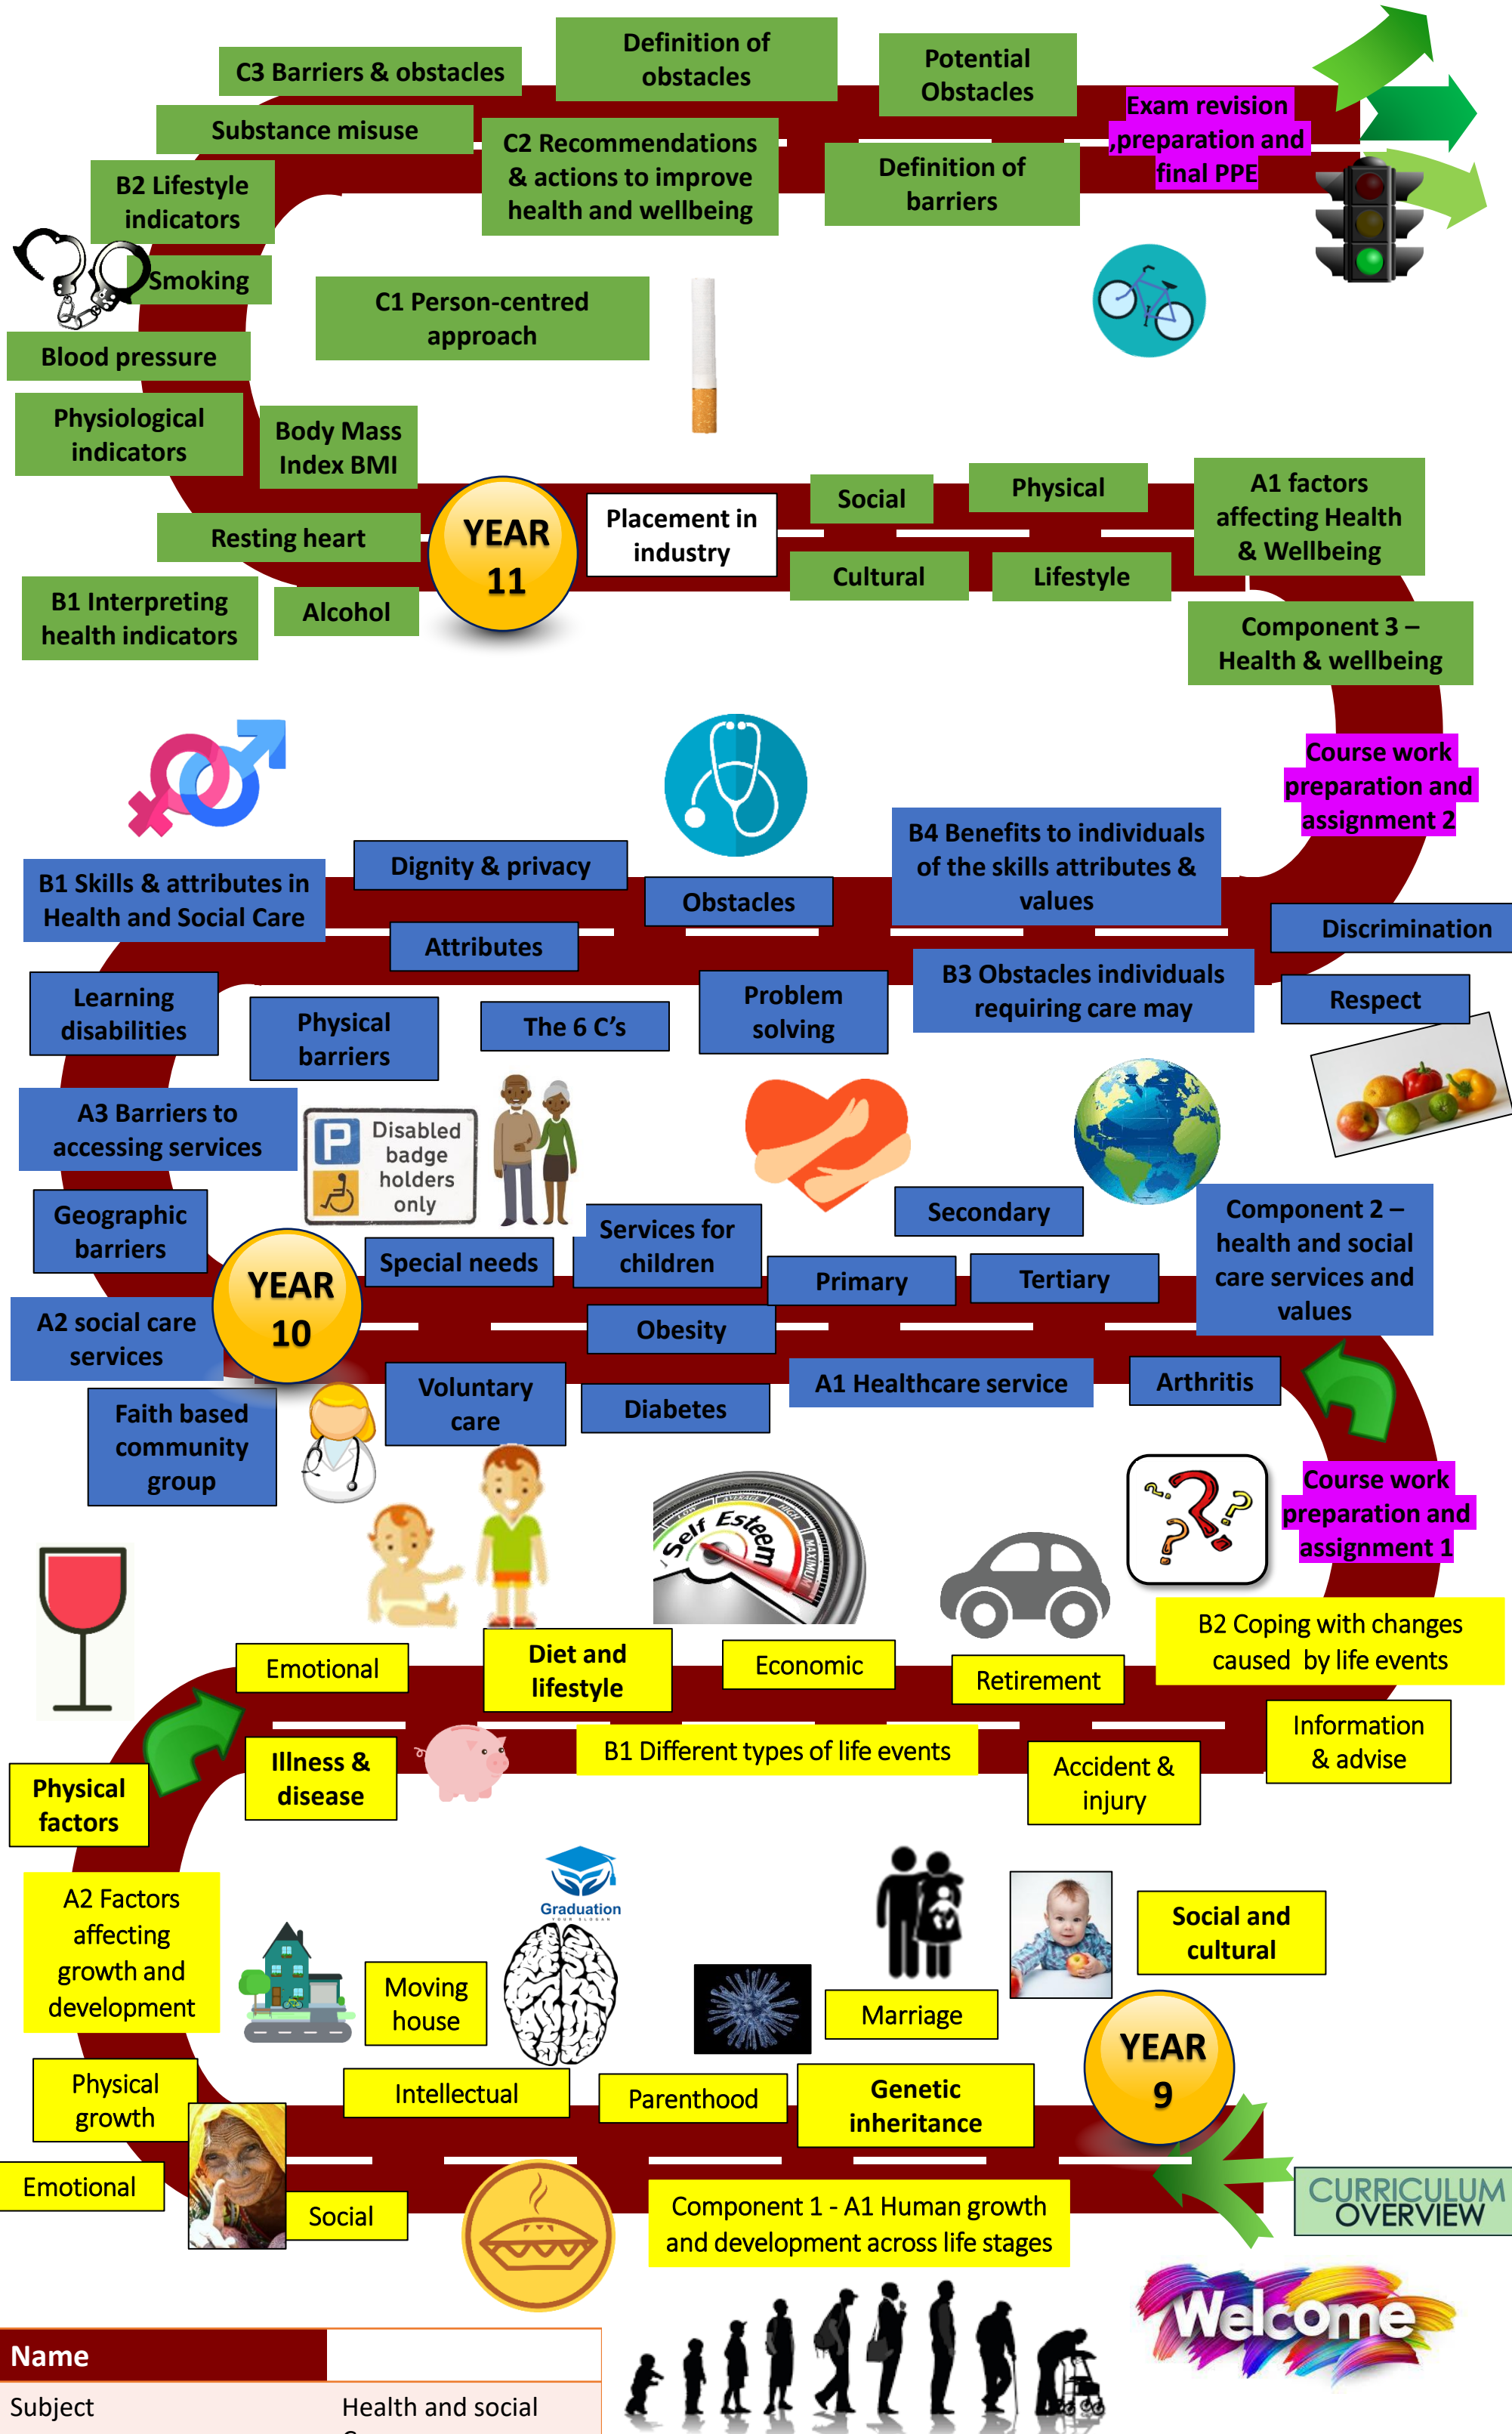 C3 Barriers & obstacles
Definition of
obstacles
Potential
Obstacles
Substance misuse
C2 Recommendations
& actions to improve
health and wellbeing
Definition of
barriers
Exam revision
,preparation and
final PPE
B2 Lifestyle
indicators
Smoking
C1 Person-centred
approach
Blood pressure
Physiological
indicators
Body Mass
Index BMI
Resting heart
B1 Interpreting
health indicators
Alcohol
YEAR
11
Placement in
industry
Social
Physical
Cultural
Lifestyle
A1 factors
affecting Health
& Wellbeing
Component 3 –
Health & wellbeing
Course work
preparation and
assignment 2
B1 Skills & attributes in
Health and Social Care
Dignity & privacy
Attributes
Obstacles
B4 Benefits to individuals
of the skills attributes &
values
Discrimination
Learning
disabilities
Physical
barriers
The 6 C's
Problem
solving
B3 Obstacles individuals
requiring care may
Respect
A3 Barriers to
accessing services
P
Disabled
badge
holders
only
Geographic
barriers
YEAR
10
Special needs
Services for
children
Secondary
Primary
Tertiary
Component 2 –
health and social
care services and
values
A2 social care
services
Obesity
Faith based
community
group
Voluntary
care
Diabetes
A1 Healthcare service
Arthritis
Course work
preparation and
assignment 1
LOW
AVERAGE
HIGH
MAXIMUM
Self Esteem
? ? ? ?
B2 Coping with changes
caused  by life events
Emotional
Diet and
lifestyle
Economic
Retirement
Information
& advise
Physical
factors
Illness &
disease
B1 Different types of life events
Accident &
injury
A2 Factors
affecting
growth and
development
Graduation
YOUR SLOGAN
Moving
house
Marriage
Social and
cultural
YEAR
9
Physical
growth
Intellectual
Parenthood
Genetic
inheritance
Emotional
Social
Component 1 - A1 Human growth
and development across life stages
CURRICULUM
OVERVIEW
Welcome
Name
Subject
Health and social